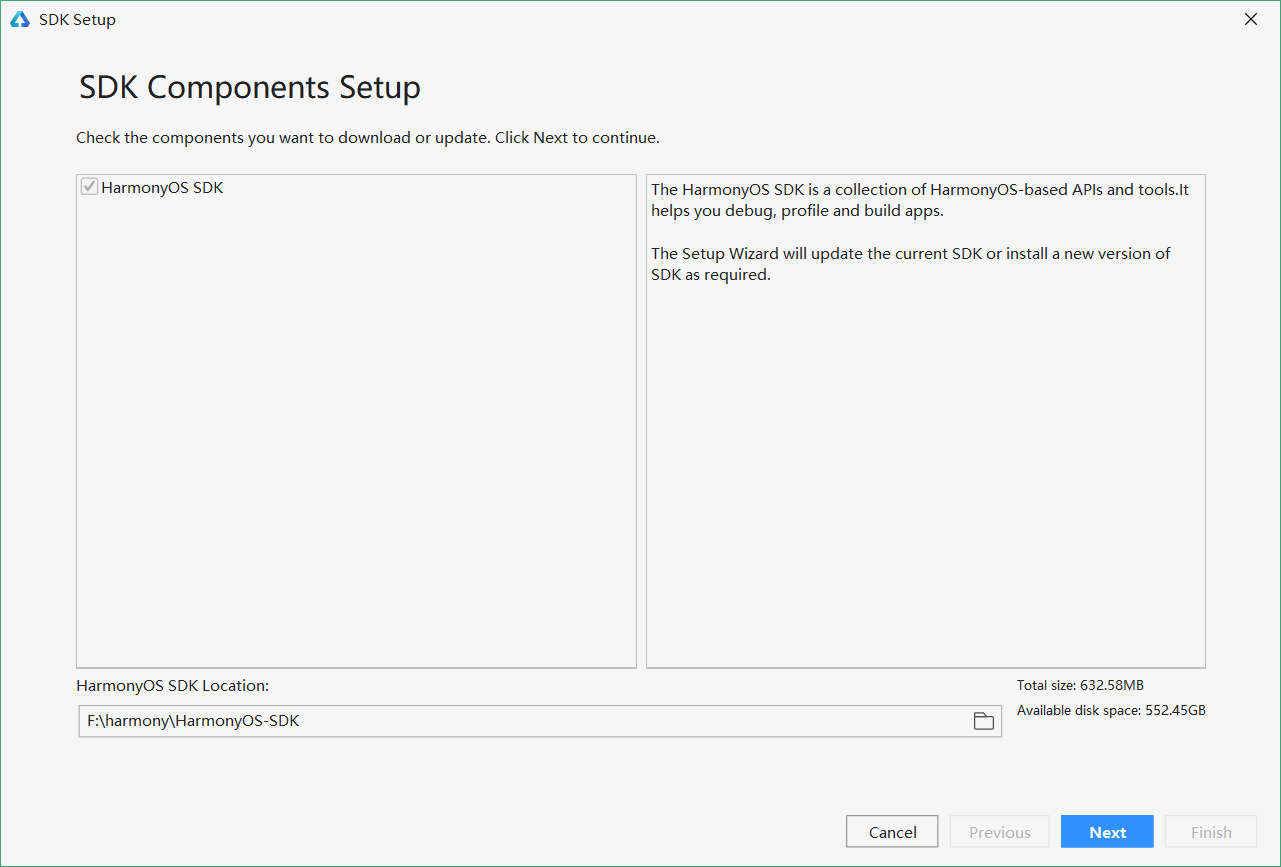 SDK Setup
SDK Components Setup
Check the components you want to download or update. Click Next to continue.
HarmonyOS SDK
The HarmonyOS SDK is a collection of HarmonyOS-based APIs and tools.It
helps you debug, profile and build apps.
The Setup Wizard will update the current SDK or install a new version of
SDK as required.
HarmonyOS SDK Location:
F:\harmony\HarmonyOS-SDK
Total size: 632.58MB
Available disk space: 552.45GB
Cancel
Previous
Next
Finish